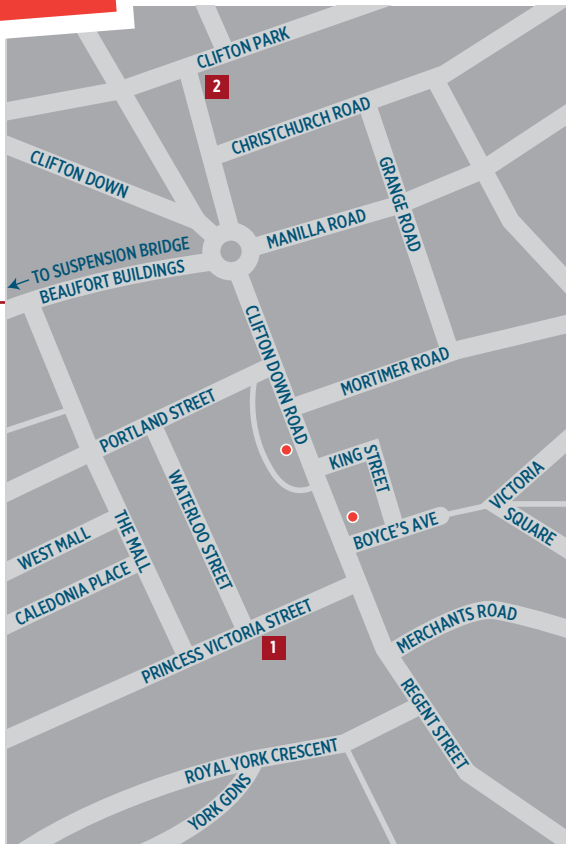 CLIFTON PARK
2
CHRISTCHURCH ROAD
CLIFTON DOWN
GRANGE ROAD
MANILLA ROAD
← TO SUSPENSION BRIDGE
BEAUFORT BUILDINGS
CLIFTON DOWN ROAD
MORTIMER ROAD
PORTLAND STREET
KING STREET
WATERLOO STREET
VICTORIA SQUARE
THE MALL
WEST MALL
BOYCE'S AVE
CALEDONIA PLACE
PRINCESS VICTORIA STREET
1
MERCHANTS ROAD
REGENT STREET
ROYAL YORK CRESCENT
YORK GDNS